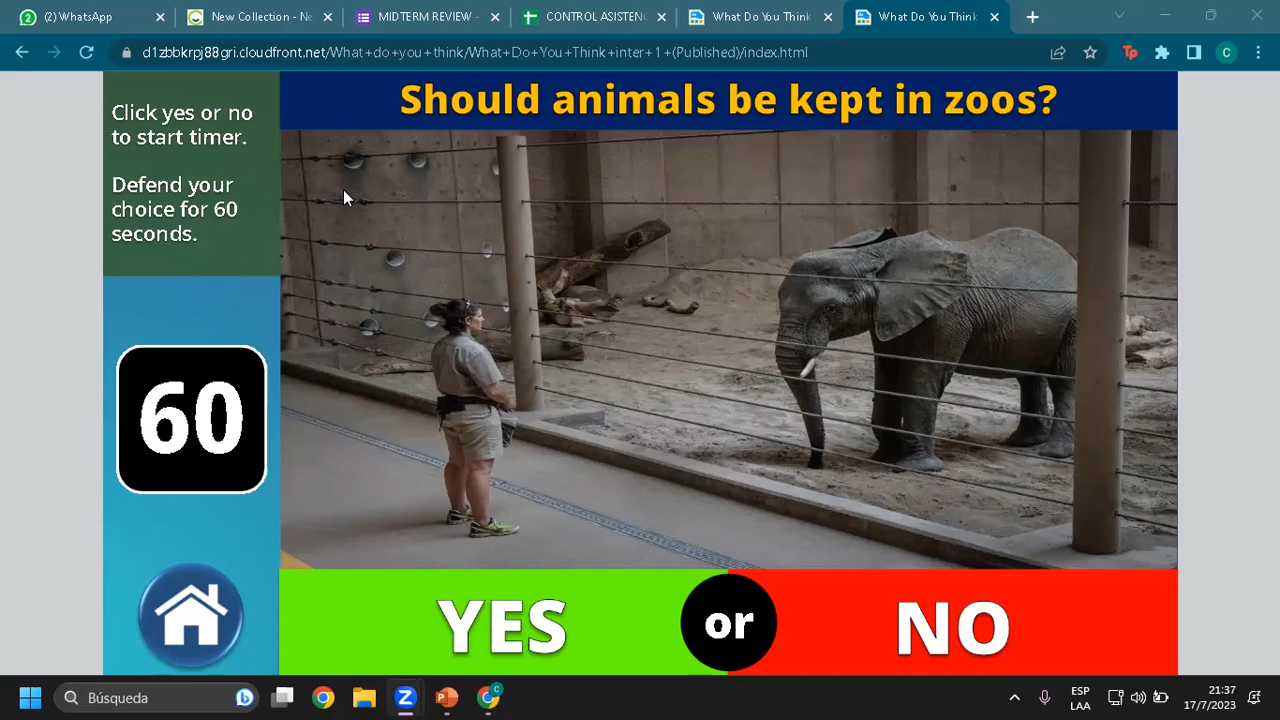 (2) WhatsApp
New Collection - Ne
MIDTERM REVIEW -
CONTROL ASISTENC
What Do You Think
What Do You Think
d1zbbkrpj88gri.cloudfront.net/What+do+you+think/What+Do+You+Think+inter+1+(Published)/index.html
Tp
C
Click yes or no
to start timer.
Defend your
choice for 60
seconds.
Should animals be kept in zoos?
60
YES
or
NO
Búsqueda
ESP
LAA
21:37
17/7/2023